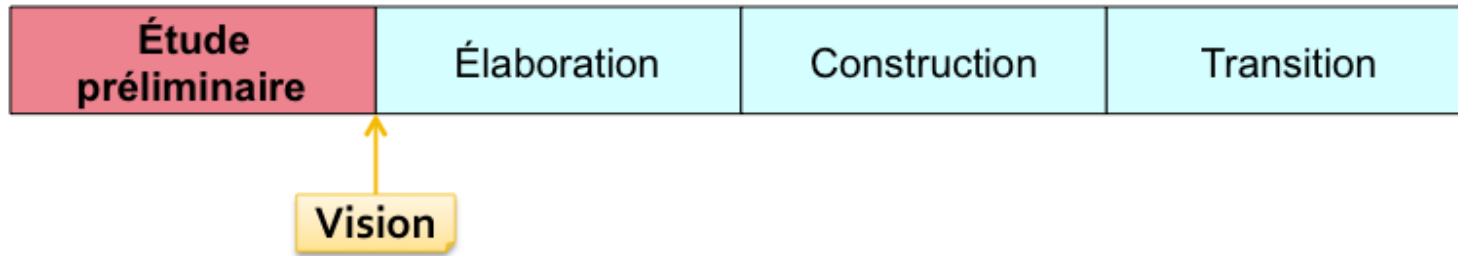 Étude
préliminaire
Élaboration
Construction
Transition
Vision